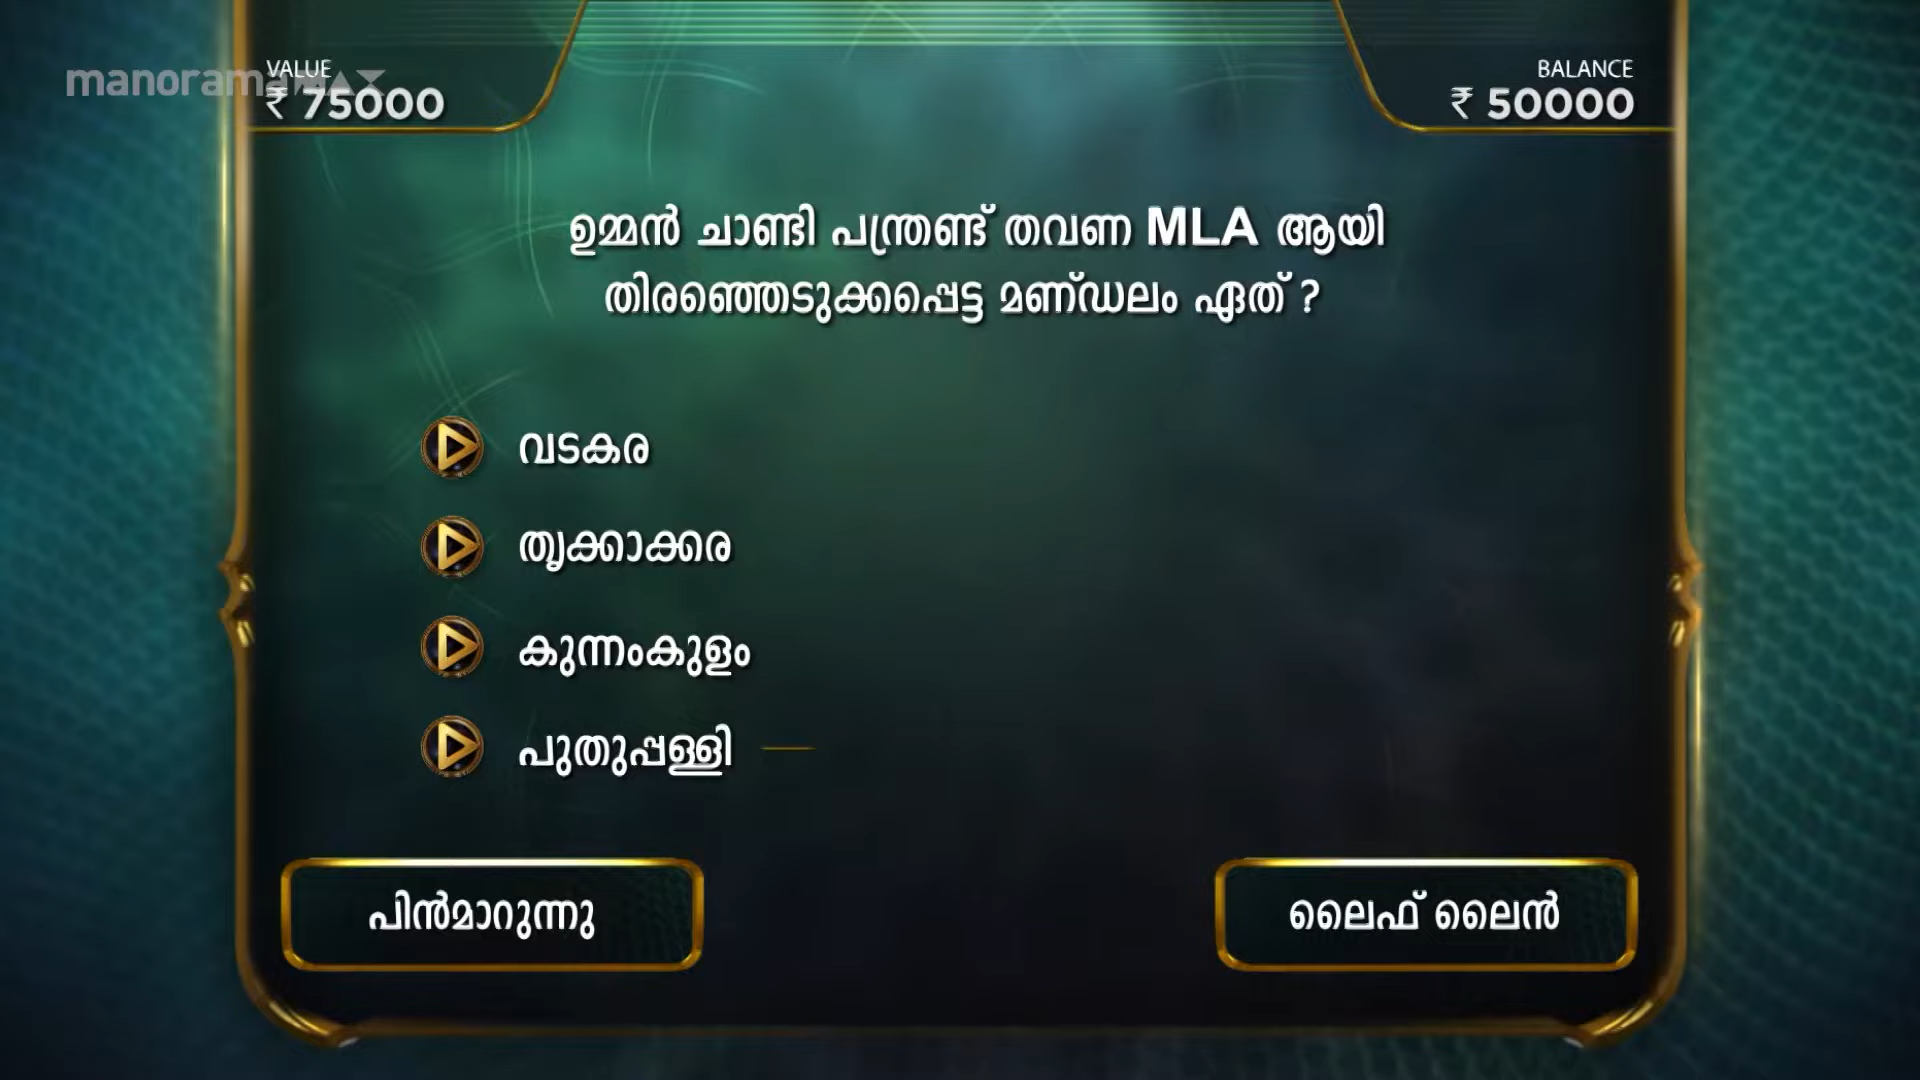 manoramaMAX
VALUE
₹ 75000
BALANCE
₹ 50000
ഉമ്മൻ ചാണ്ടി പന്ത്രണ്ട് തവണ MLA ആയി
തിരഞ്ഞെടുക്കപ്പെട്ട മണ്ഡലം ഏത് ?
വടകര
തൃക്കാക്കര
കുന്നംകുളം
പുതുപ്പള്ളി
പിൻമാറുന്നു
ലൈഫ് ലൈൻ